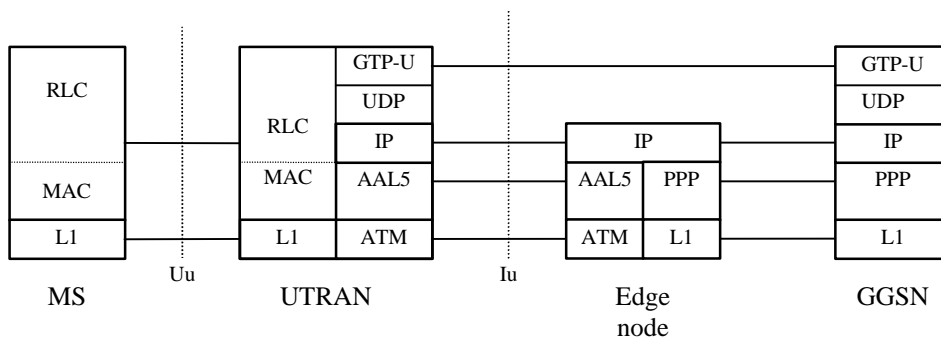 GTP-U GTP-U
RLC
UDP UDP
RLC
IP IP IP
MAC AAL5 AAL5 PPP PPP
MAC
L1 L1 ATM ATM L1 L1
Uu Iu
MS UTRAN Edge GGSN
node